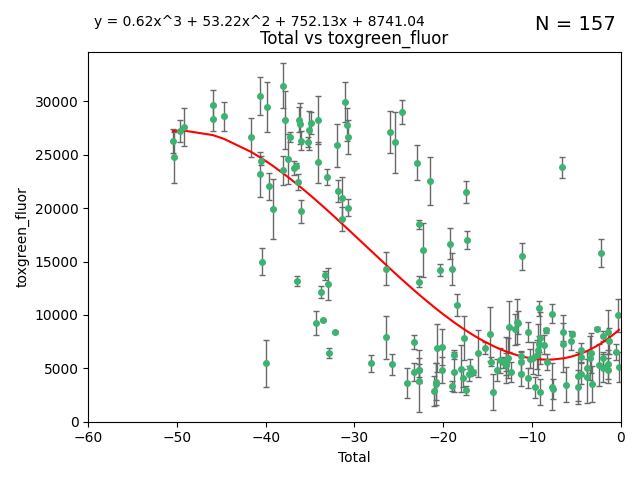 y = 0.62x^3 + 53.22x^2 + 752.13x + 8741.04
N = 157
Total vs toxgreen_fluor
toxgreen_fluor
30000
25000
20000
15000
10000
5000
0
−60
−50
−40
−30
−20
−10
0
Total